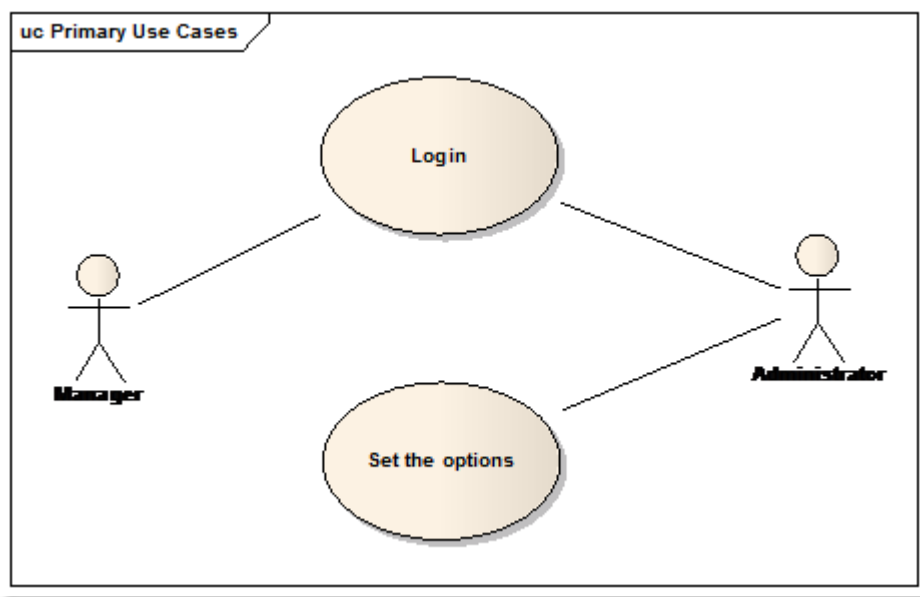 uc Primary Use Cases
Login
Manager
Administrator
Set the options